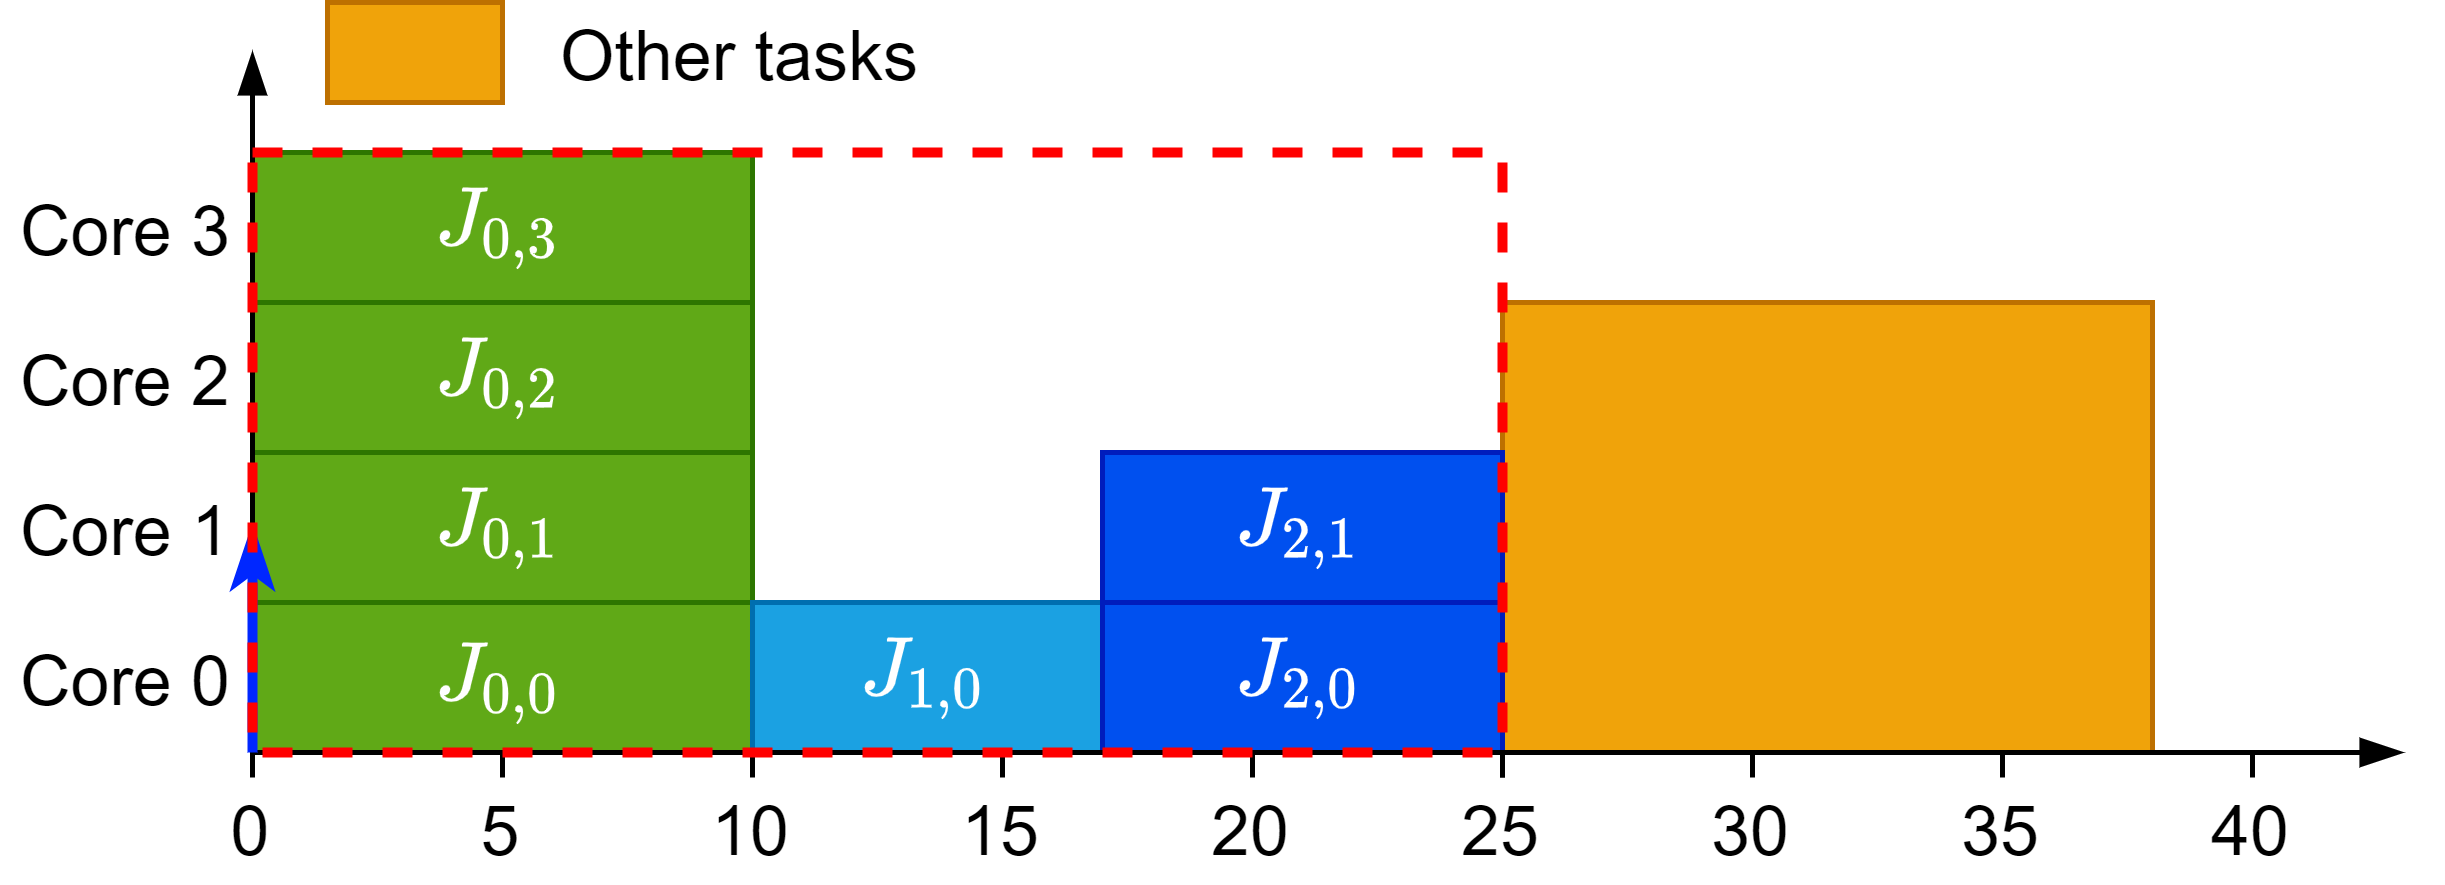 Other tasks
Core 3 J0,3
Core 2 J0,2
Core 1 J0,1 J2,1
Core 0 J0,0 J1,0 J2,0
0 5 10 15 20 25 30 35 40